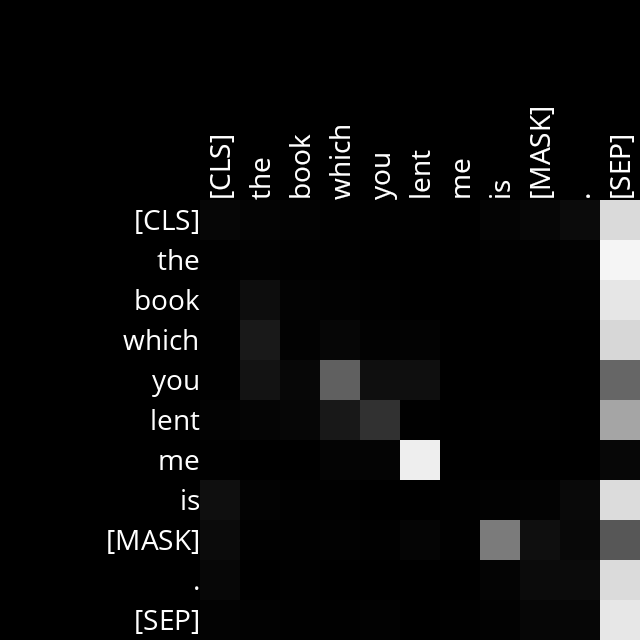 [CLS] the book which you lent me is [MASK] . [SEP]
[CLS]
the
book
which
you
lent
me
is
[MASK]
.
[SEP]